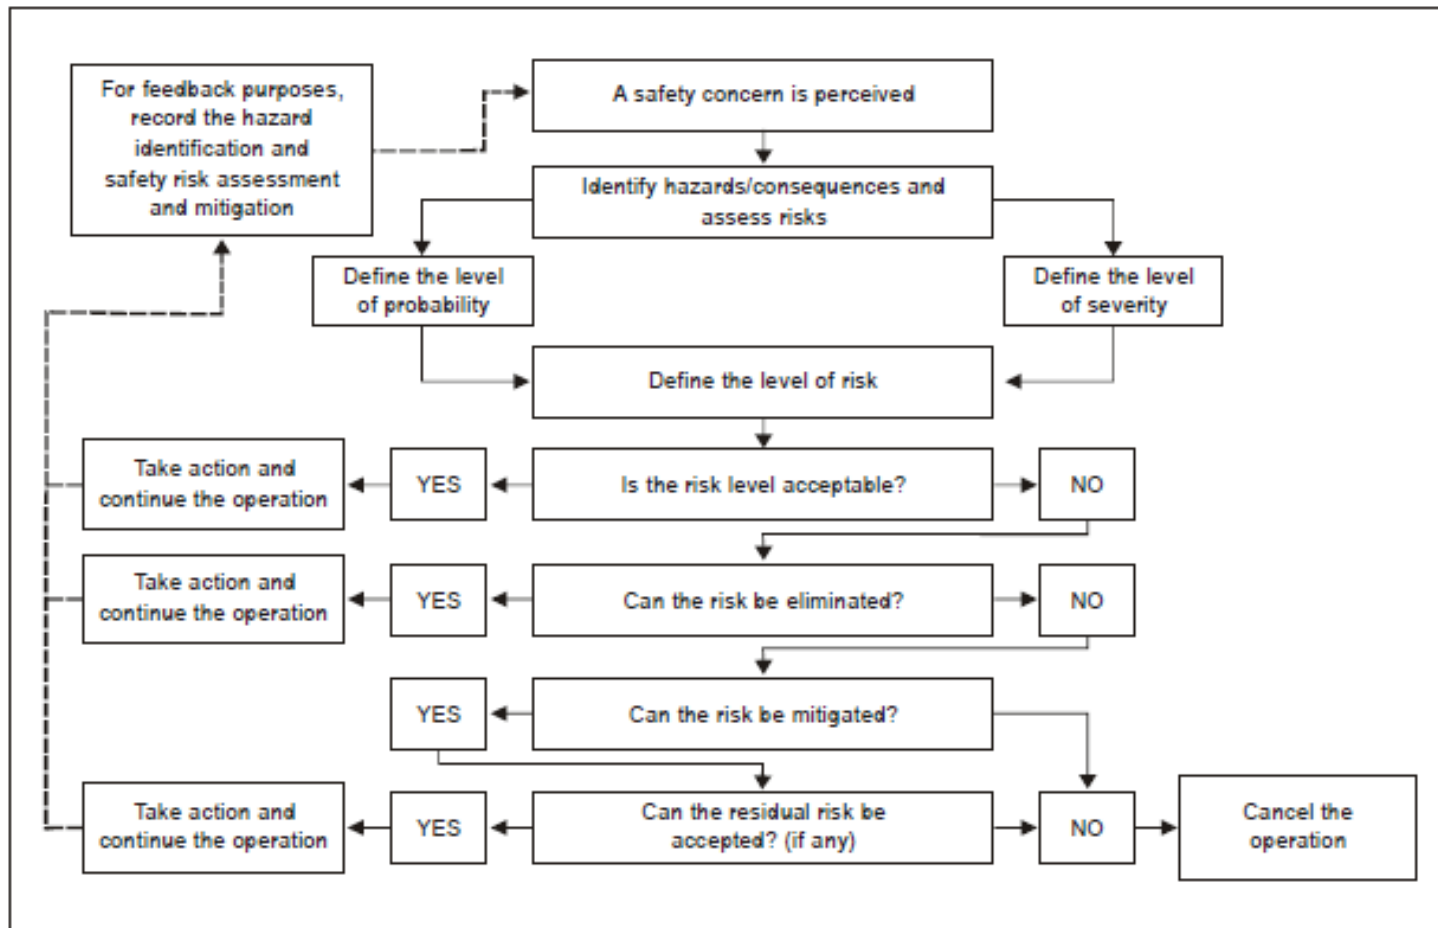 For feedback purposes,
record the hazard
identification and
safety risk assessment
and mitigation
A safety concern is perceived
Identify hazards/consequences and
assess risks
Define the level
of probability
Define the level
of severity
Define the level of risk
Take action and
continue the operation
YES
Is the risk level acceptable?
NO
Take action and
continue the operation
YES
Can the risk be eliminated?
NO
YES
Can the risk be mitigated?
Take action and
continue the operation
YES
Can the residual risk be
accepted? (if any)
NO
Cancel the
operation